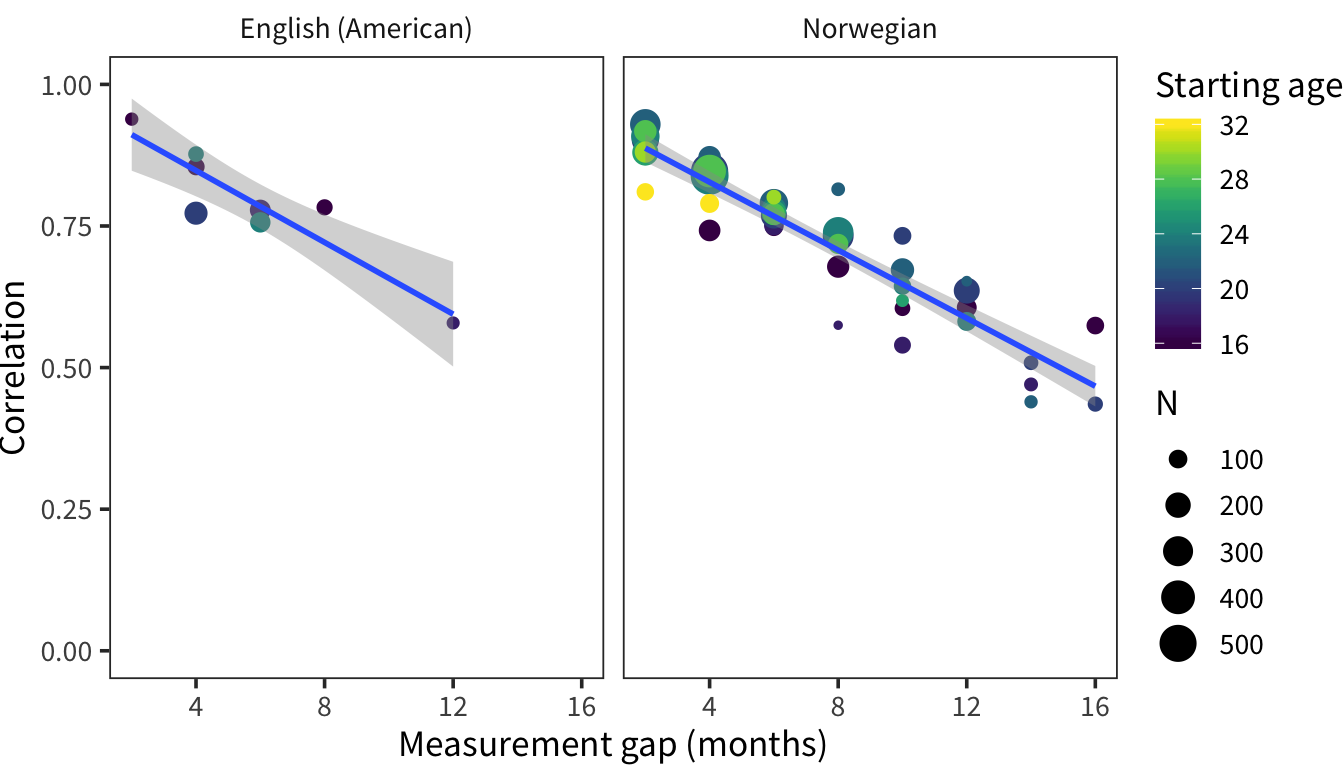 English (American)
Norwegian
1.00
0.75
0.50
0.25
0.00
Correlation
4 8 12 16
4 8 12 16
Measurement gap (months)
Starting age
32
28
24
20
16
N
100
200
300
400
500